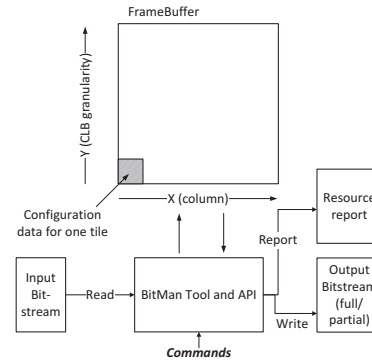 FrameBuffer
Y (CLB granularity)
X (column)
Configuration
data for one tile
Resource
report
Report
Input
Bit-
stream
Read
BitMan Tool and API
Write
Output
Bitstream
(full/
partial)
Commands